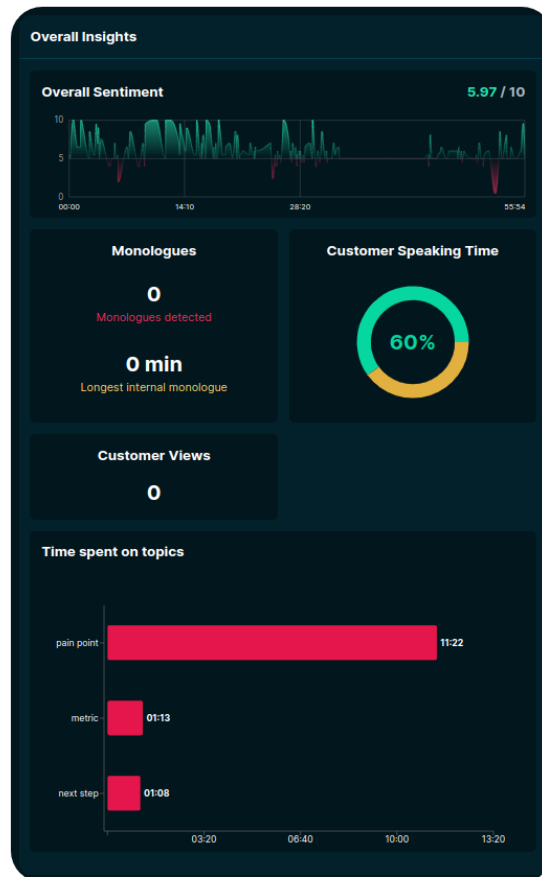 Overall Insights
Overall Sentiment 5.97 / 10
10
5
0
00:00 14:10 28:20 55:54
Monologues
0
Monologues detected
0 min
Longest internal monologue
Customer Speaking Time
60%
Customer Views
0
Time spent on topics
pain point 11:22
metric 01:13
next step 01:08
03:20 06:40 10:00 13:20